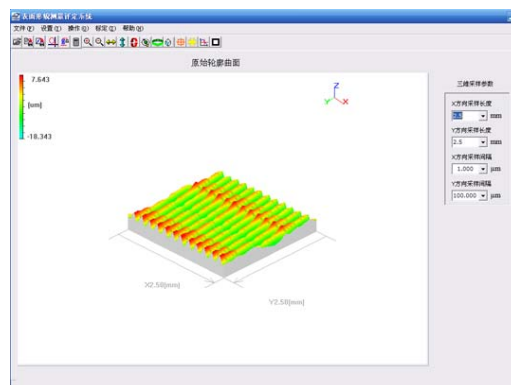 表面形貌测量评定系统
文件(F) 设置(I) 操作(Q) 标定(C) 帮助(H)
原始轮廓曲面
7.643
[um]
-18.343
Z
Y
X
X2.50[mm]
Y2.50[mm]
三维采样参数
X方向采样长度
2.5 mm
Y方向采样长度
2.5 mm
X方向采样间隔
1.000 μm
Y方向采样间隔
100.000 μm